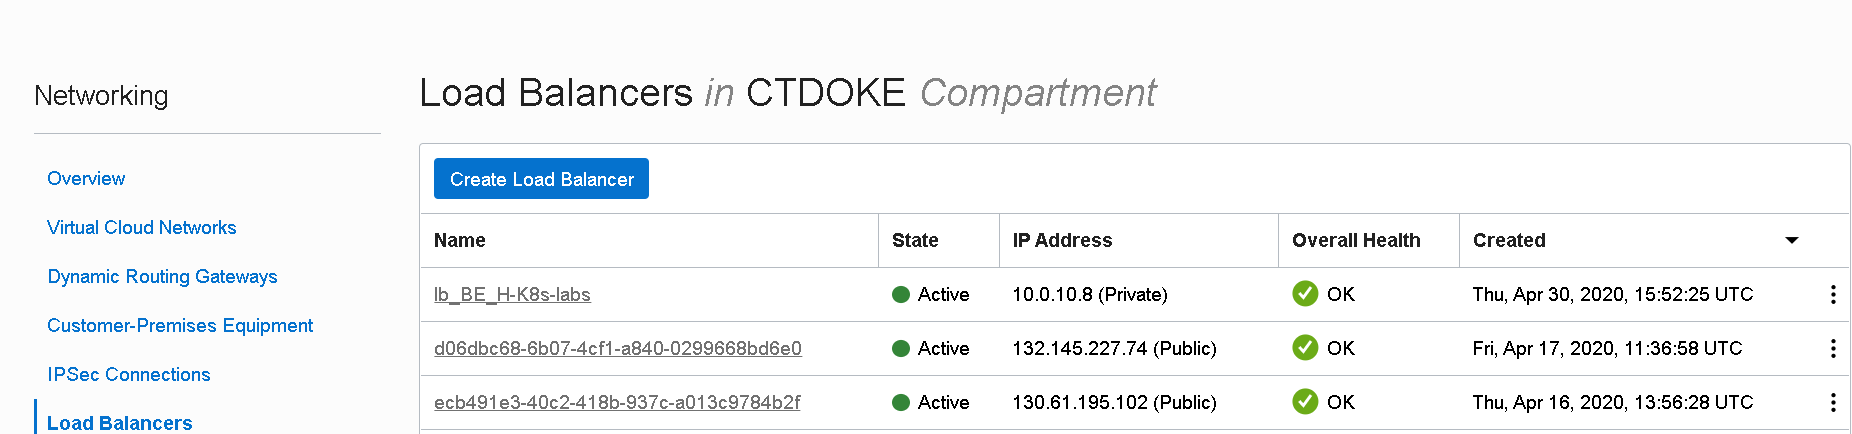 Networking
Overview
Virtual Cloud Networks
Dynamic Routing Gateways
Customer-Premises Equipment
IPSec Connections
Load Balancers
Load Balancers in CTDOKE Compartment
Create Load Balancer
Name State IP Address Overall Health Created
lb_BE_H-K8s-labs Active 10.0.10.8 (Private) OK Thu, Apr 30, 2020, 15:52:25 UTC
d06dbc68-6b07-4cf1-a840-0299668bd6e0 Active 132.145.227.74 (Public) OK Fri, Apr 17, 2020, 11:36:58 UTC
ecb491e3-40c2-418b-937c-a013c9784b2f Active 130.61.195.102 (Public) OK Thu, Apr 16, 2020, 13:56:28 UTC